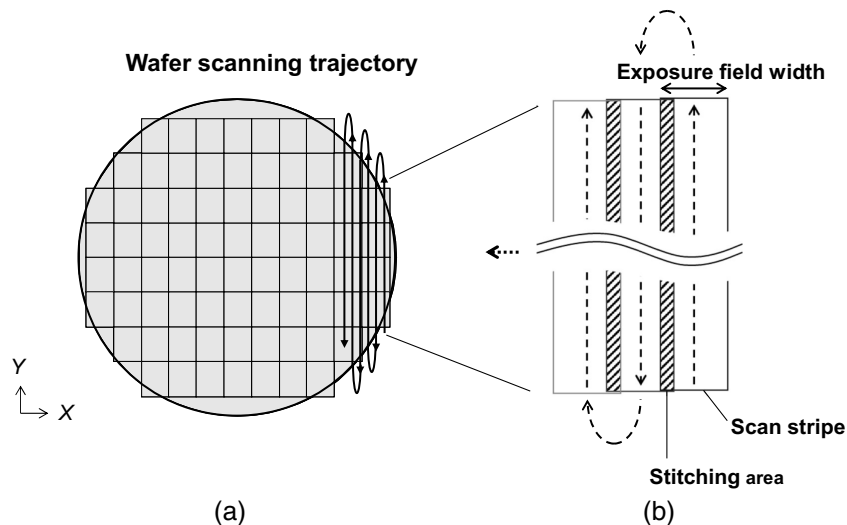 Wafer scanning trajectory
Exposure field width
Y
X
Scan stripe
Stitching area
(a)
(b)